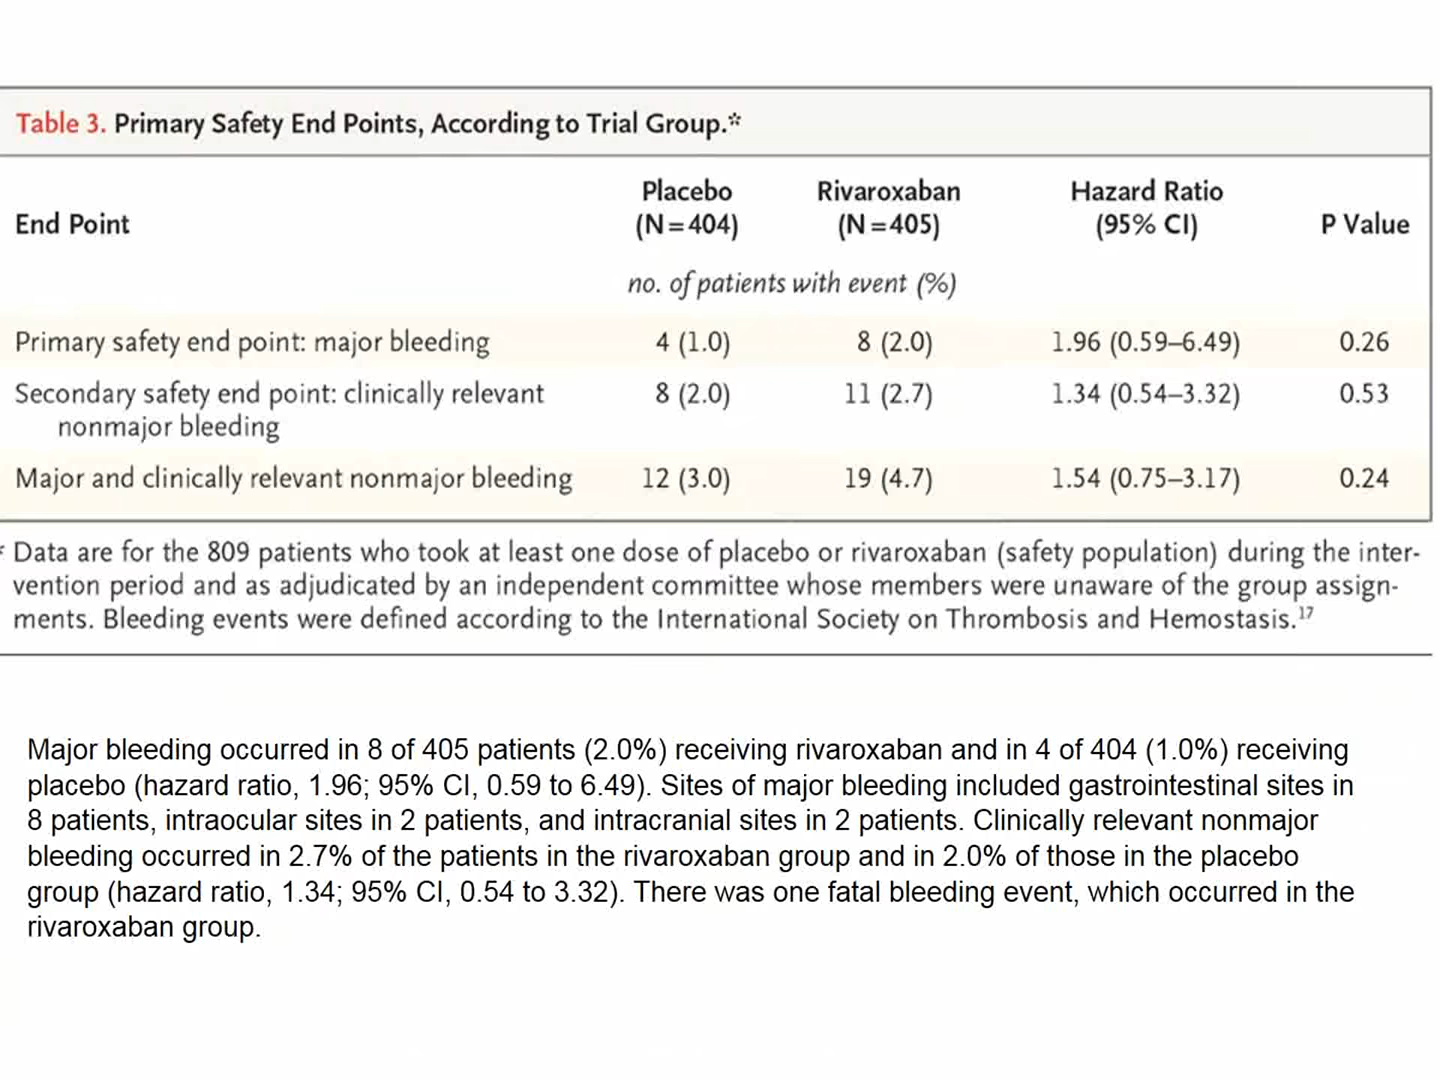 Table 3. Primary Safety End Points, According to Trial Group.*
End Point Placebo (N=404) Rivaroxaban (N=405) Hazard Ratio (95% CI) P Value
no. of patients with event (%)
Primary safety end point: major bleeding 4 (1.0) 8 (2.0) 1.96 (0.59–6.49) 0.26
Secondary safety end point: clinically relevant 8 (2.0) 11 (2.7) 1.34 (0.54–3.32) 0.53
nonmajor bleeding
Major and clinically relevant nonmajor bleeding 12 (3.0) 19 (4.7) 1.54 (0.75–3.17) 0.24
* Data are for the 809 patients who took at least one dose of placebo or rivaroxaban (safety population) during the inter-
vention period and as adjudicated by an independent committee whose members were unaware of the group assign-
ments. Bleeding events were defined according to the International Society on Thrombosis and Hemostasis.17
Major bleeding occurred in 8 of 405 patients (2.0%) receiving rivaroxaban and in 4 of 404 (1.0%) receiving
placebo (hazard ratio, 1.96; 95% CI, 0.59 to 6.49). Sites of major bleeding included gastrointestinal sites in
8 patients, intraocular sites in 2 patients, and intracranial sites in 2 patients. Clinically relevant nonmajor
bleeding occurred in 2.7% of the patients in the rivaroxaban group and in 2.0% of those in the placebo
group (hazard ratio, 1.34; 95% CI, 0.54 to 3.32). There was one fatal bleeding event, which occurred in the
rivaroxaban group.